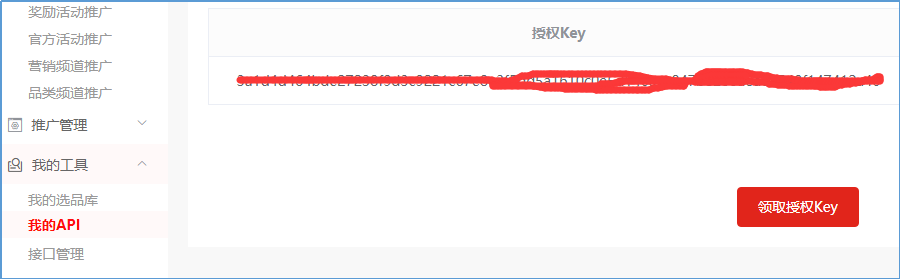 奖励活动推广
官方活动推广
营销频道推广
品类频道推广
推广管理
我的工具
我的选品库
我的API
接口管理
授权Key
领取授权Key